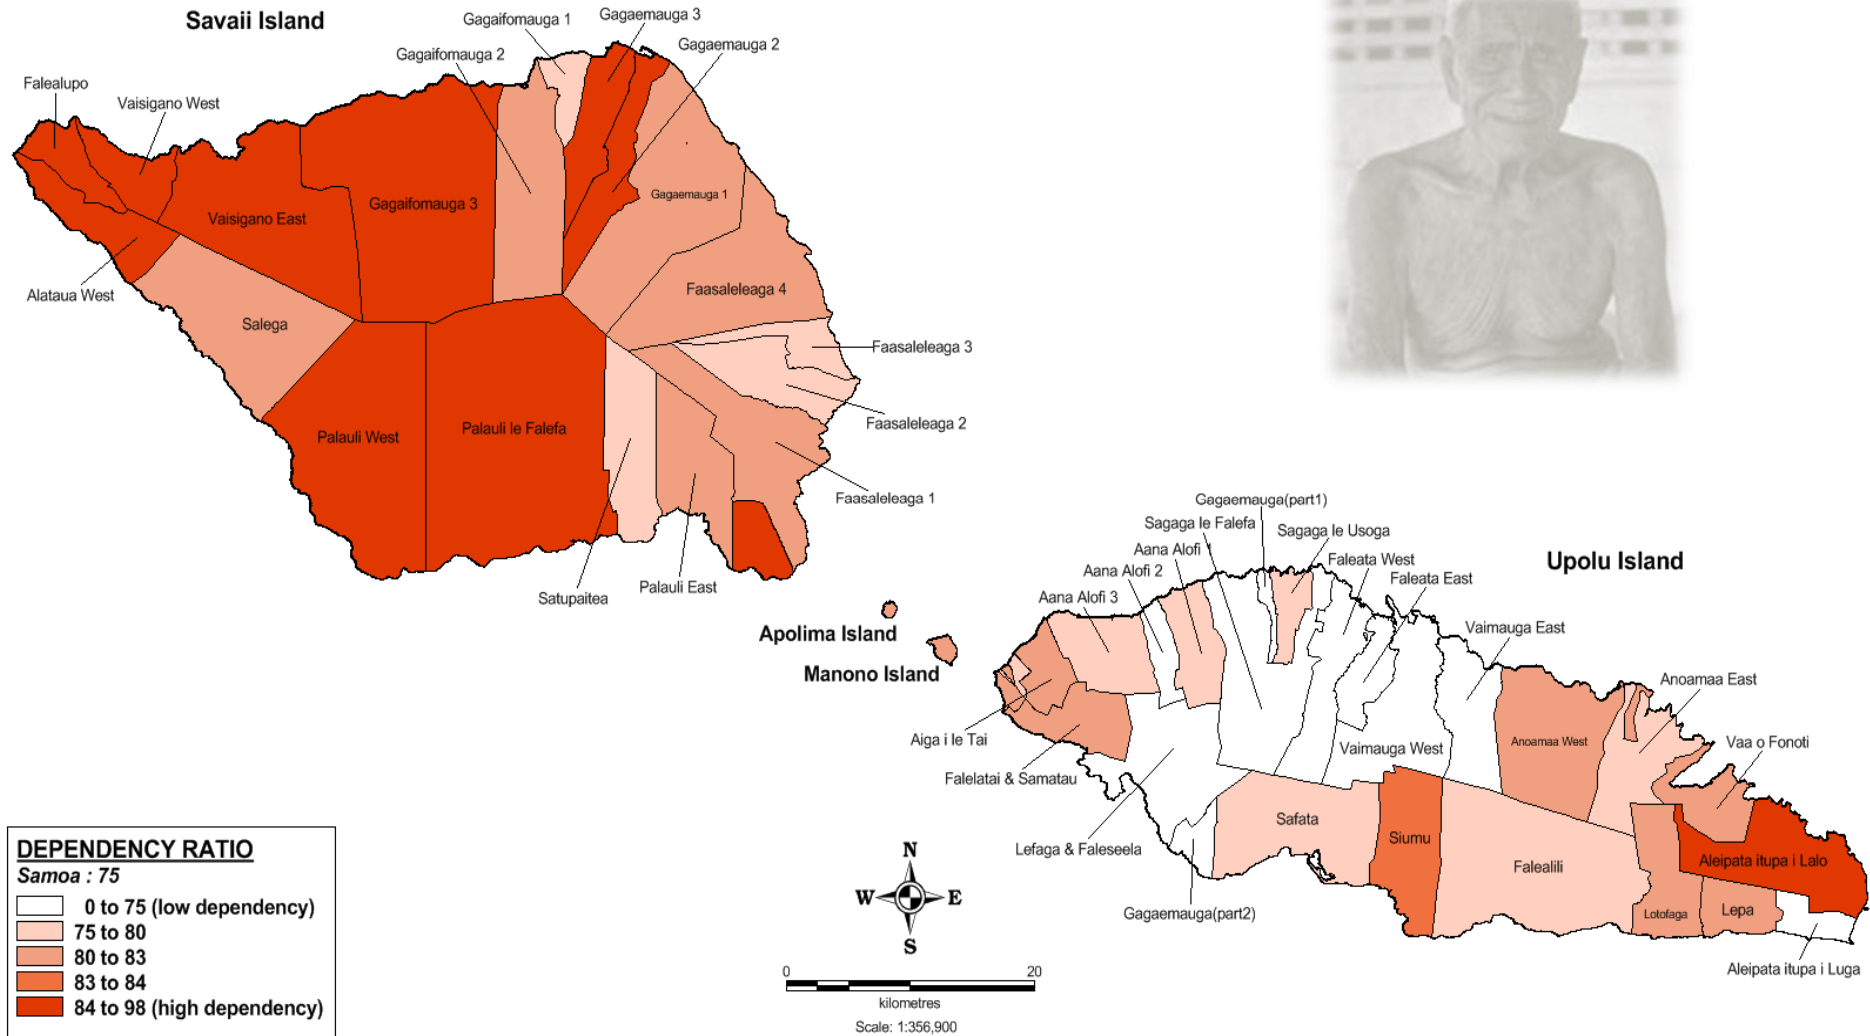 Savaii Island
Gagaifomauga 1
Gagaemauga 3
Gagaifomauga 2
Gagaemauga 2
Falealupo
Vaisigano West
Vaisigano East
Gagaifomauga 3
Gagaemauga 1
Alataua West
Salega
Faasaleleaga 4
Faasaleleaga 3
Faasaleleaga 2
Palauli West
Palauli le Falefa
Faasaleleaga 1
Satupaitea
Palauli East
Apolima Island
Manono Island
Upolu Island
Gagaemauga(part1)
Sagaga le Falefa
Sagaga le Usoga
Aana Alofi 1
Faleata West
Aana Alofi 2
Faleata East
Aana Alofi 3
Vaimauga East
Anoamaa East
Aiga i le Tai
Vaimauga West
Anoamaa West
Vaa o Fonoti
Falelatai & Samatau
Safata
Siumu
Lefaga & Faleseela
Falealili
Aleipata itupa i Lalo
Gagaemauga(part2)
Lotofaga
Lepa
Aleipata itupa i Luga
DEPENDENCY RATIO
Samoa : 75
0 to 75 (low dependency)
75 to 80
80 to 83
83 to 84
84 to 98 (high dependency)
N
W E
S
0 20
kilometres
Scale: 1:356,900